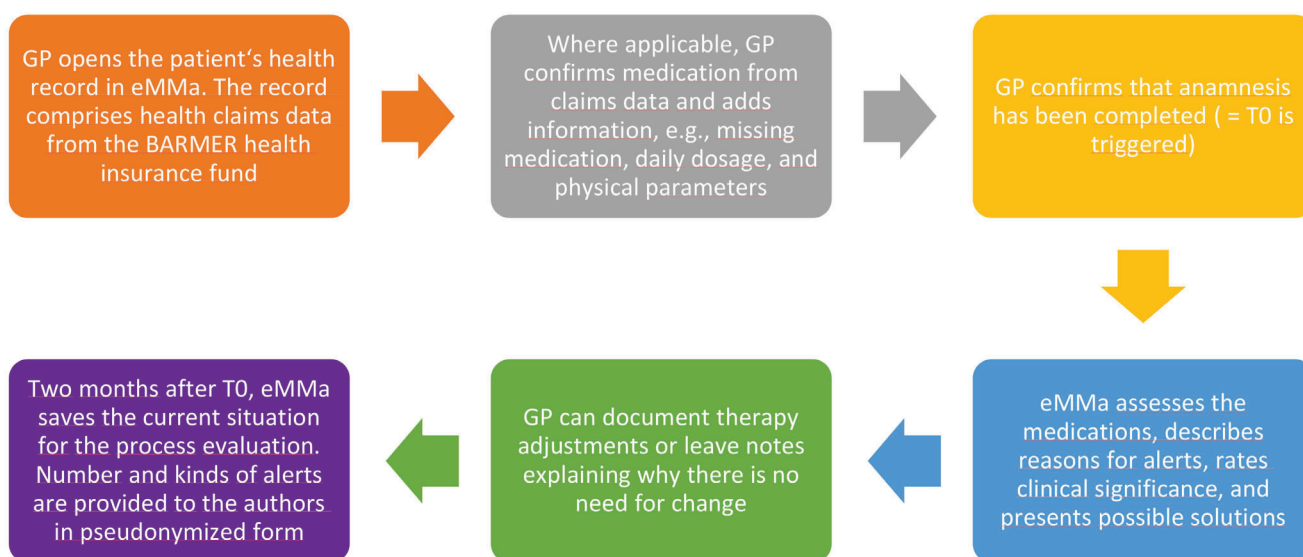 GP opens the patient‘s health
record in eMMa. The record
comprises health claims data
from the BARMER health
insurance fund
Where applicable, GP
confirms medication from
claims data and adds
information, e.g., missing
medication, daily dosage, and
physical parameters
GP confirms that anamnesis
has been completed ( = T0 is
triggered)
eMMa assesses the
medications, describes
reasons for alerts, rates
clinical significance, and
presents possible solutions
GP can document therapy
adjustments or leave notes
explaining why there is no
need for change
Two months after T0, eMMa
saves the current situation
for the process evaluation.
Number and kinds of alerts
are provided to the authors
in pseudonymized form